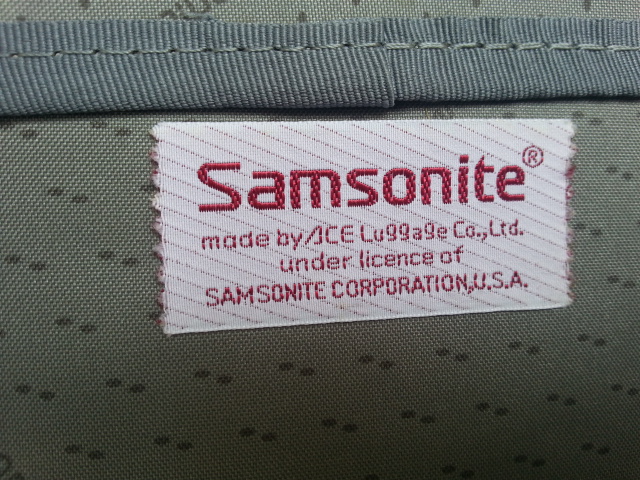 Samsonite®
made by ACE Luggage Co.,Ltd.
under licence of
SAMSONITE CORPORATION,U.S.A.